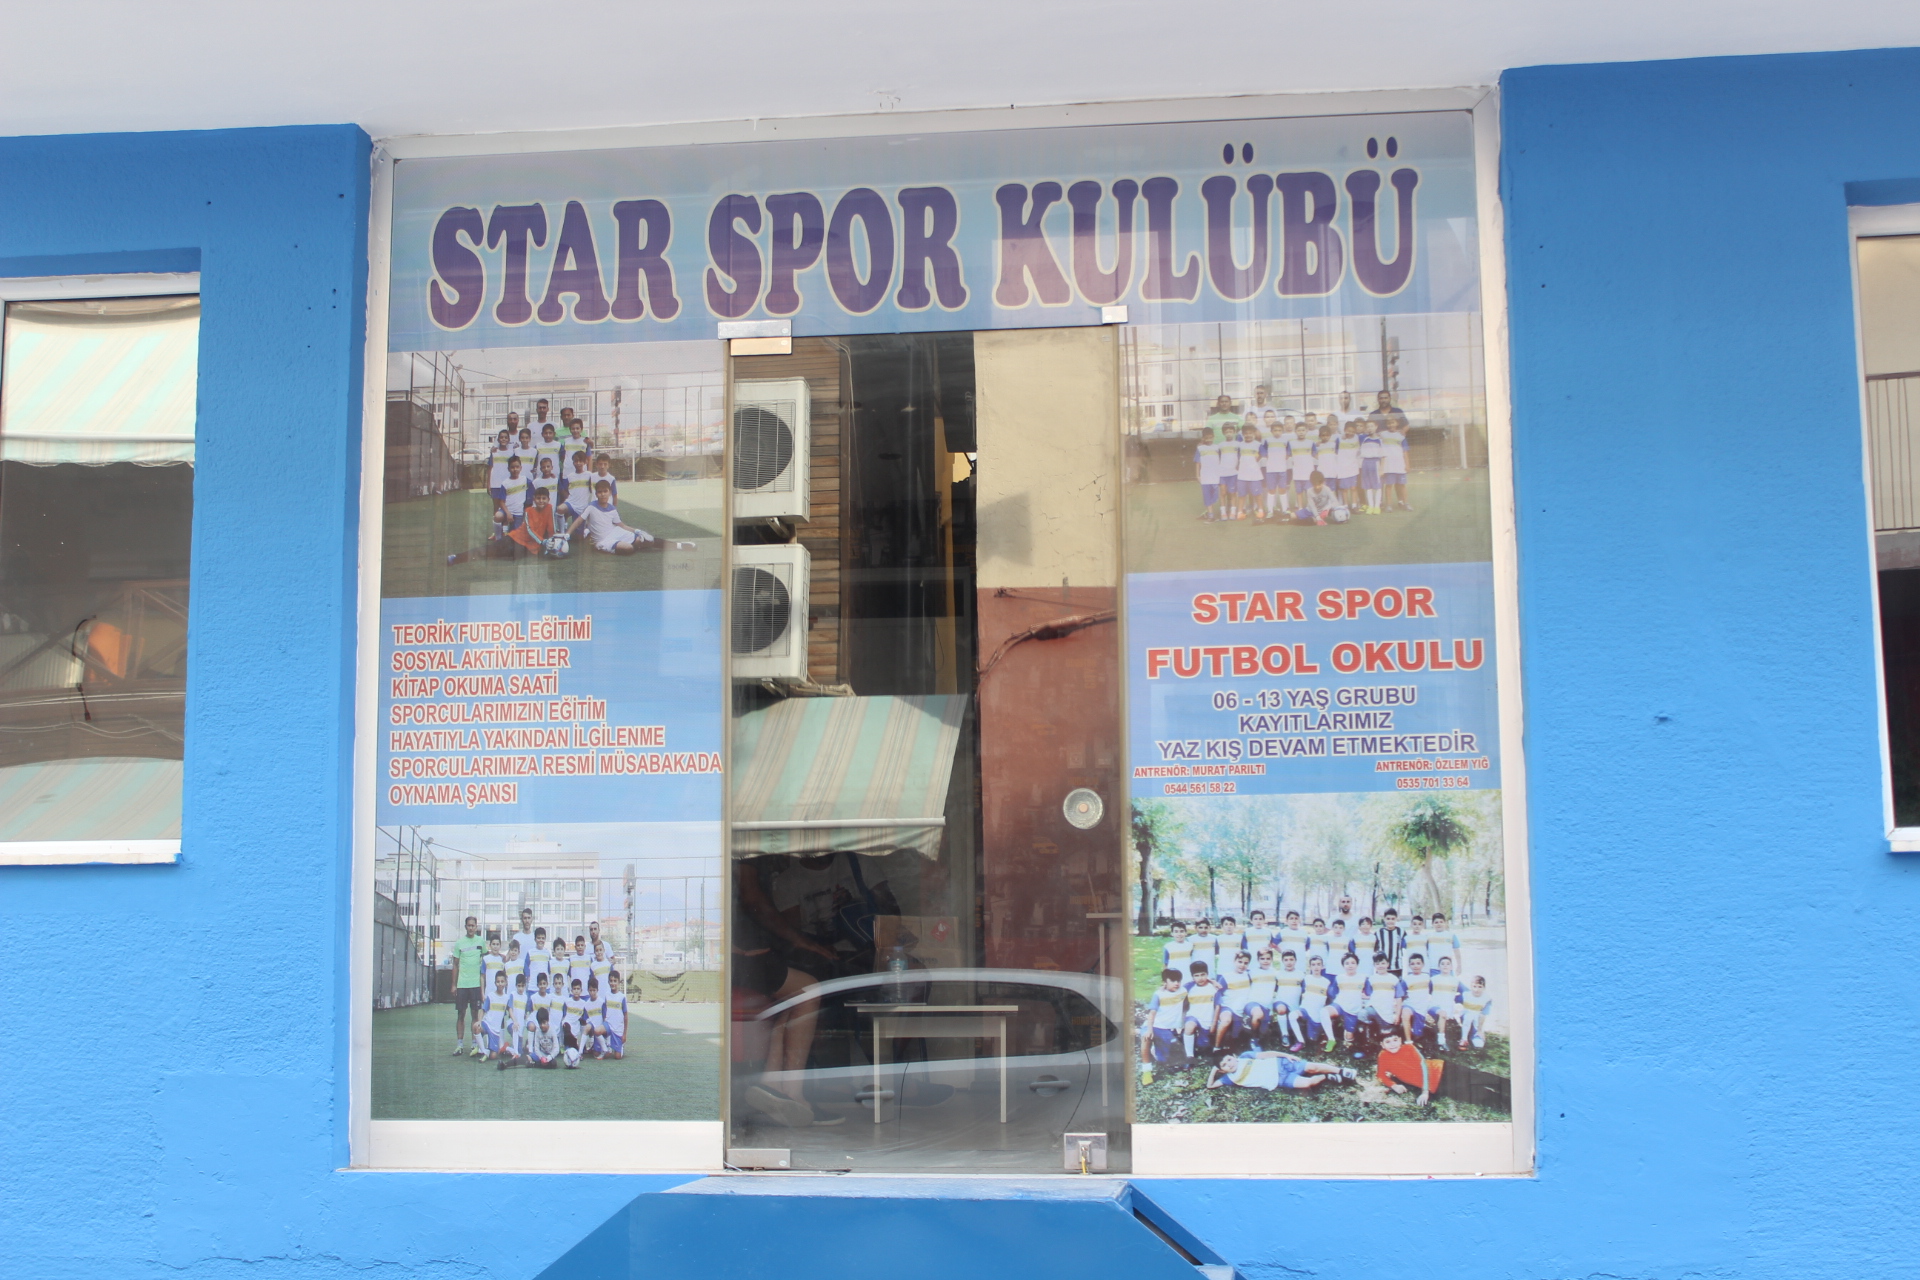 STAR SPOR KULÜBÜ
TEORİK FUTBOL EĞİTİMİ
SOSYAL AKTİVİTELER
KİTAP OKUMA SAATİ
SPORCULARIMIZIN EĞİTİM
HAYATIYLA YAKINDAN İLGİLENME
SPORCULARIMIZA RESMİ MÜSABAKADA
OYNAMA ŞANSI
STAR SPOR
FUTBOL OKULU
06 - 13 YAŞ GRUBU
KAYITLARIMIZ
YAZ KIŞ DEVAM ETMEKTEDİR
ANTRENÖR: MURAT PARILTI
0544 561 58 22
ANTRENÖR: ÖZLEM YIĞ
0535 701 33 64